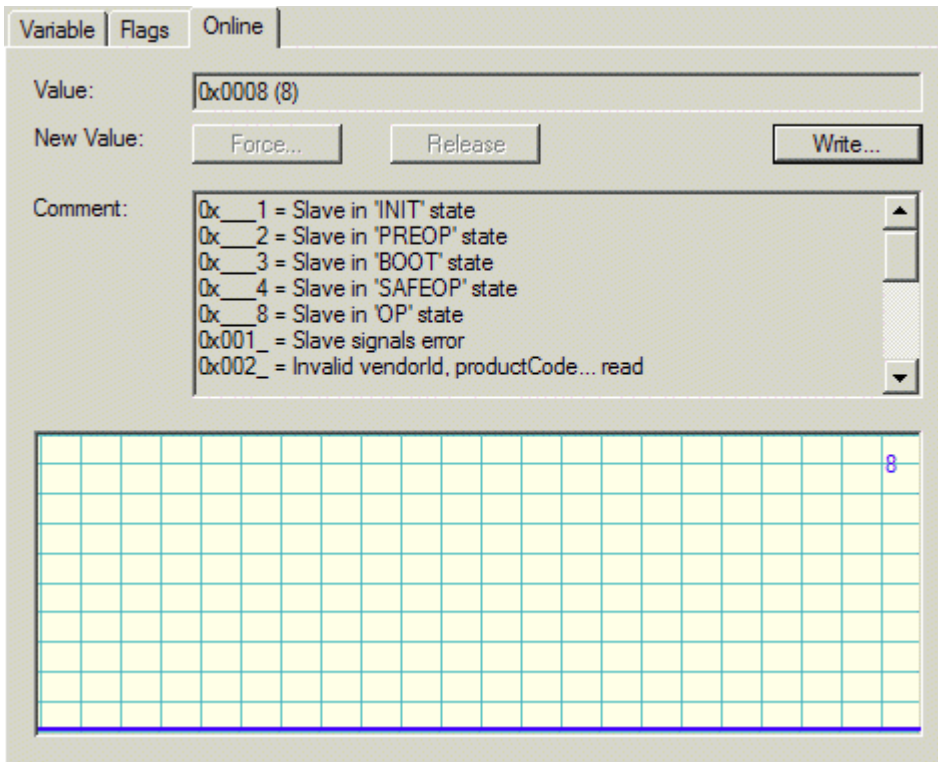 Variable Flags Online
Value: 0x0008 (8)
New Value: Force... Release Write...
Comment: 0x___1 = Slave in 'INIT' state
0x___2 = Slave in 'PREOP' state
0x___3 = Slave in 'BOOT' state
0x___4 = Slave in 'SAFEOP' state
0x___8 = Slave in 'OP' state
0x001_ = Slave signals error
0x002_ = Invalid vendorId, productCode... read
8